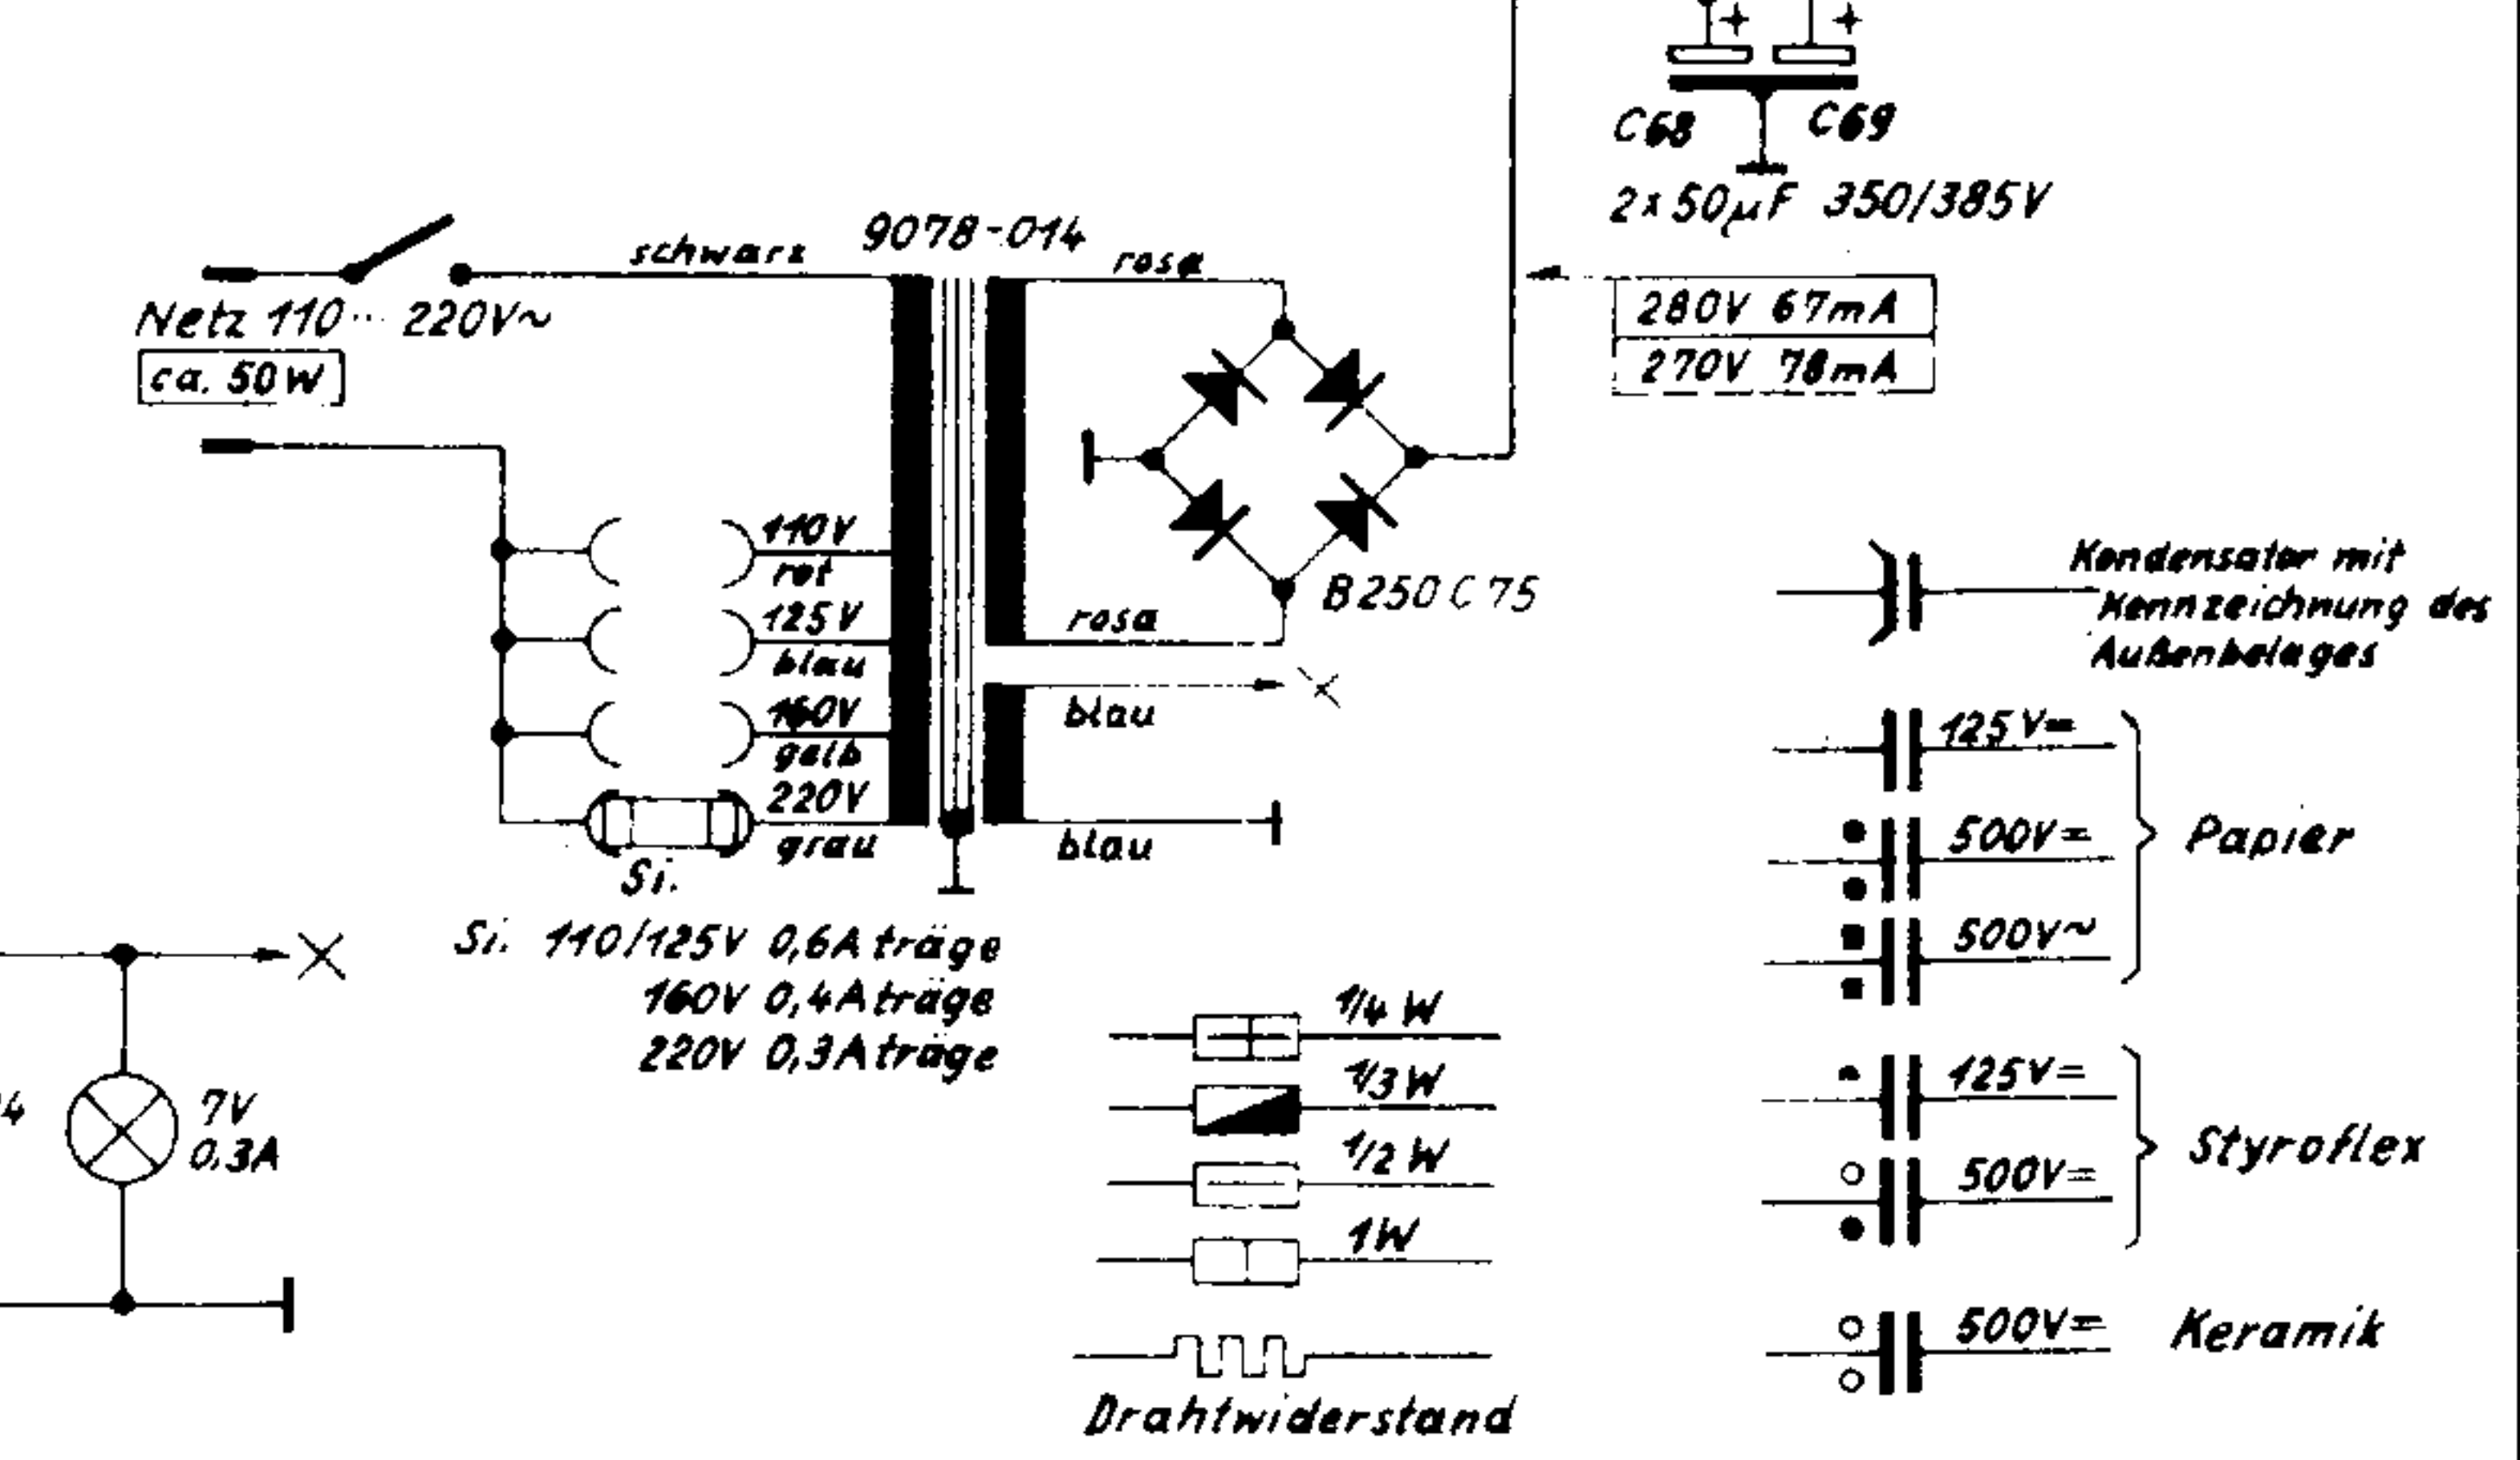 C68 C69
2x50µF 350/385V
9078-014
schwarz
rosa
Netz 110... 220V~
ca. 50W
280V 67mA
270V 78mA
110V
rot
125V
blau
160V
gelb
220V
grau
Si.
B250C75
rosa
blau
blau
Kondensator mit
Kennzeichnung des
Außenbelages
125V=
500V=
500V~
Papier
Si. 110/125V 0,6A träge
160V 0,4A träge
220V 0,3A träge
7V
0,3A
1/4 W
1/3 W
1/2 W
1W
Drahtwiderstand
125V=
500V=
Styroflex
500V=
Keramik